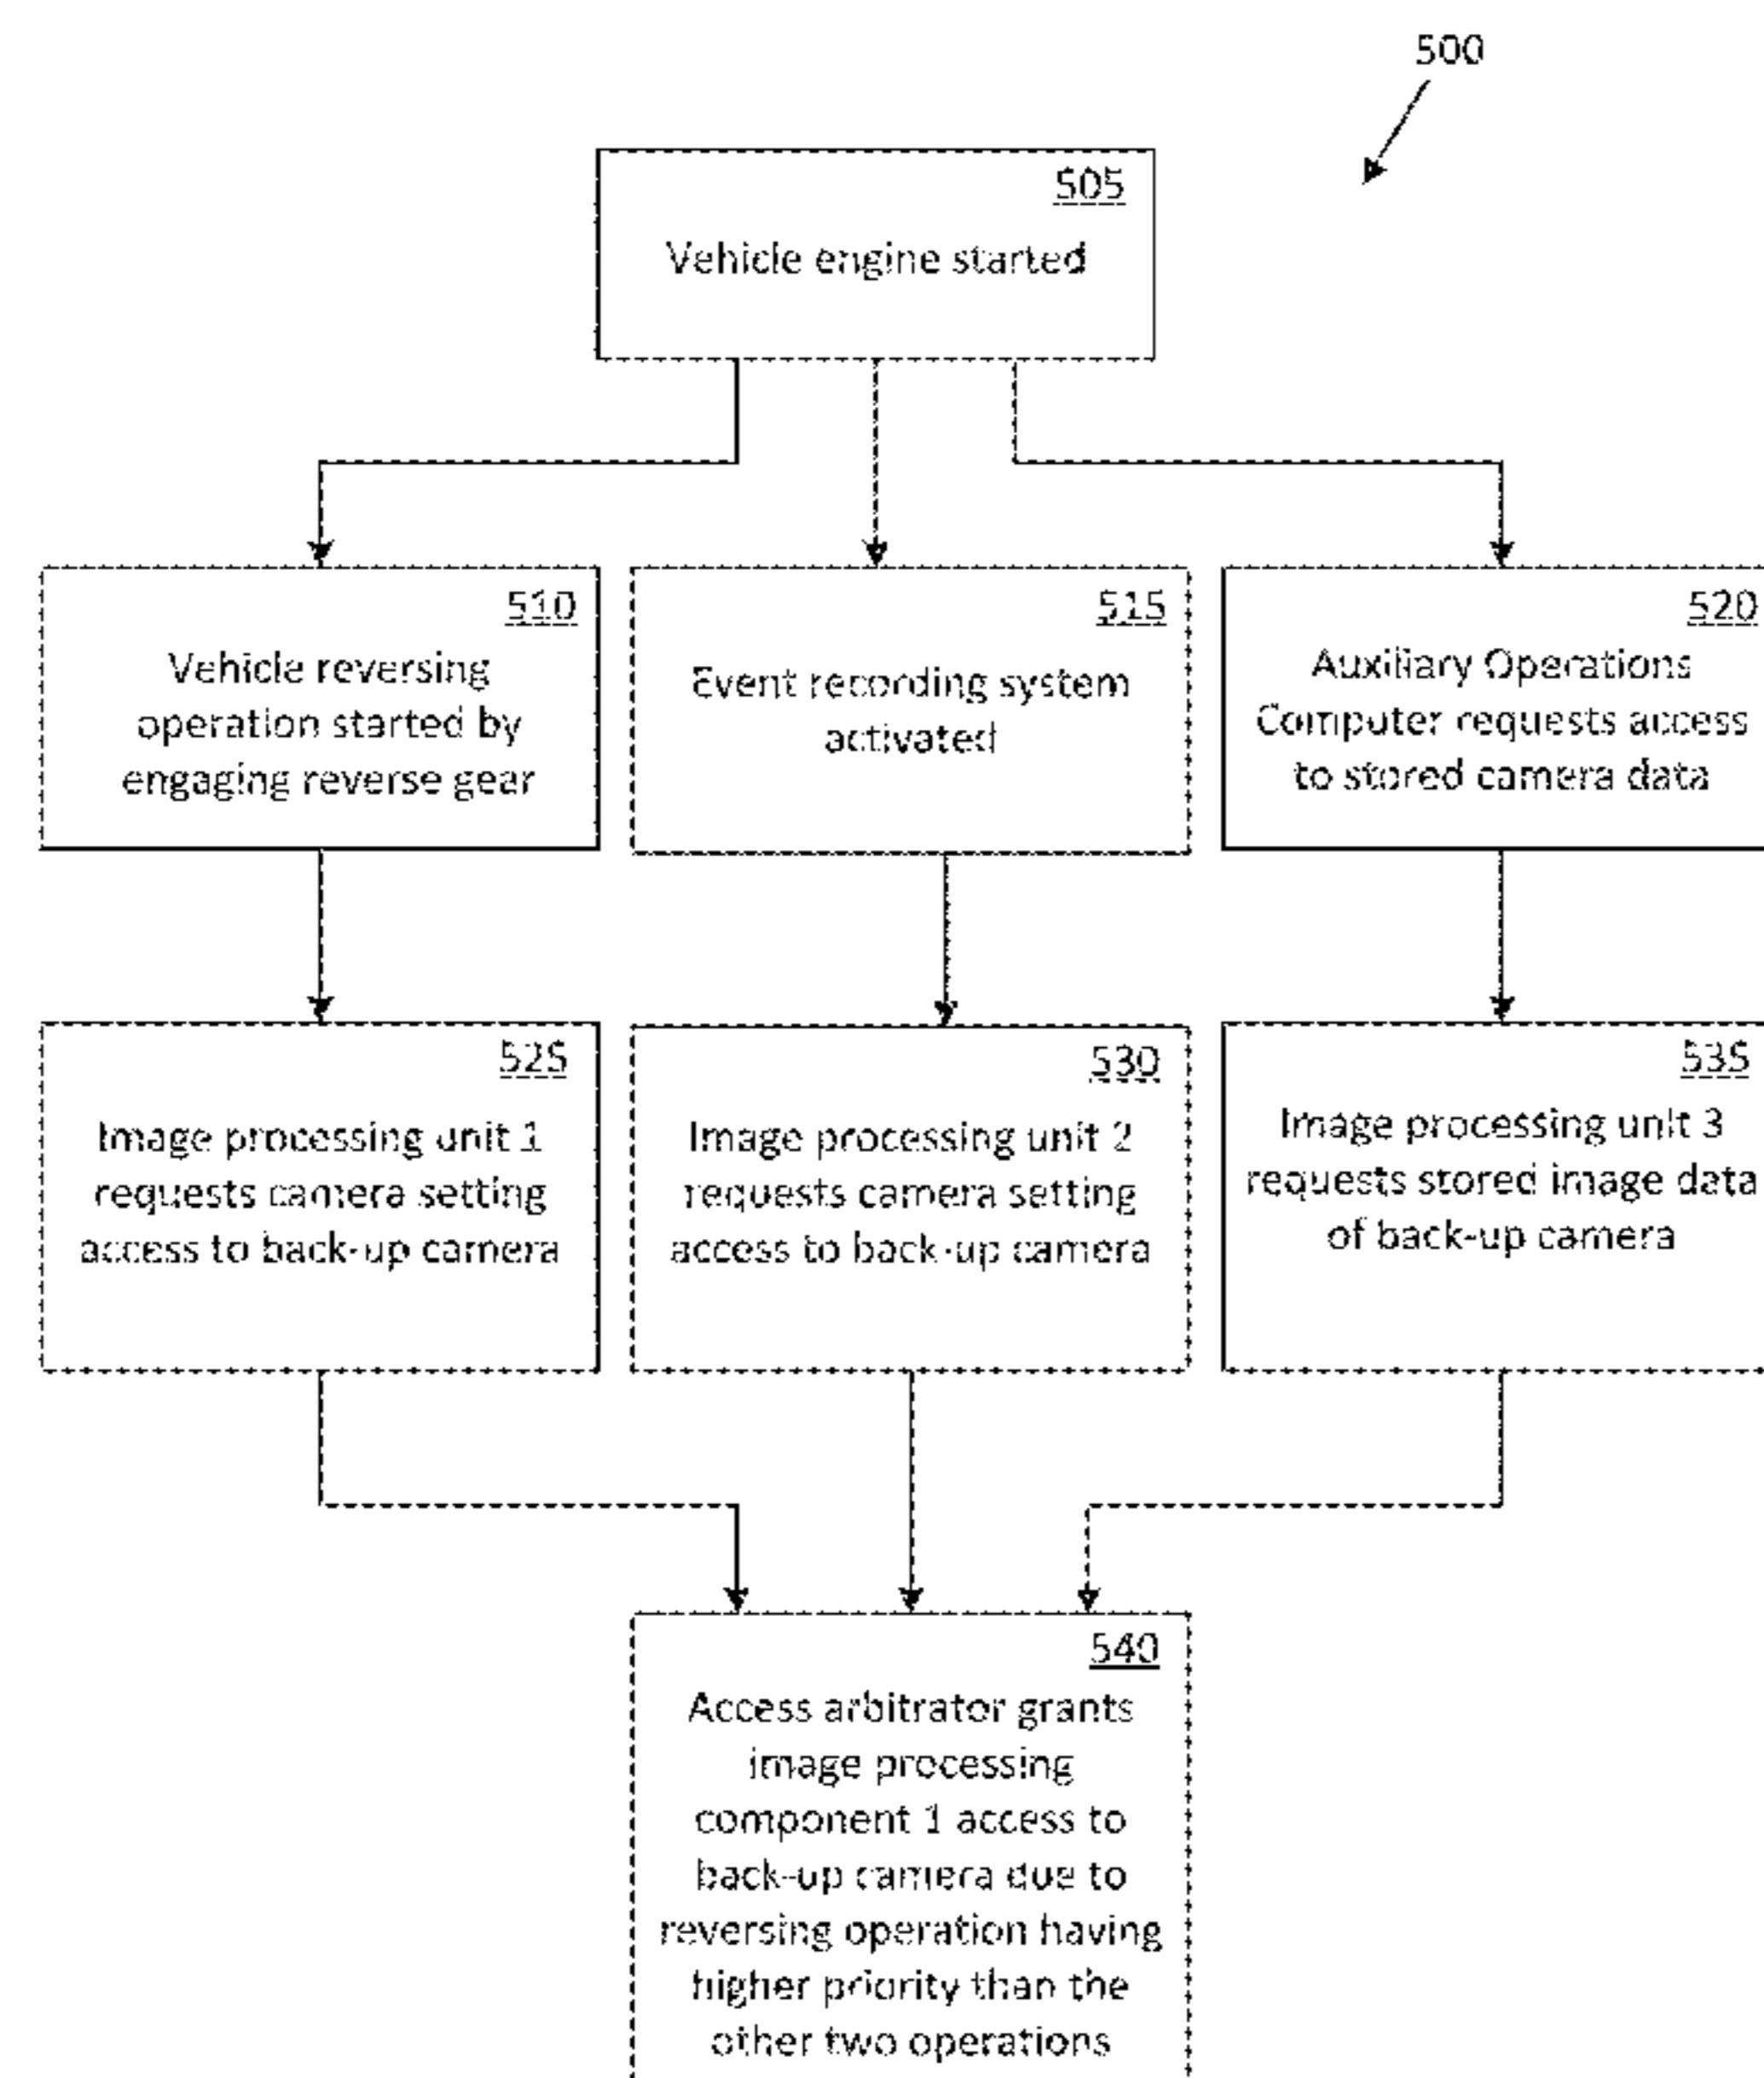 500
505
Vehicle engine started
510
Vehicle reversing
operation started by
engaging reverse gear
515
Event recording system
activated
520
Auxiliary Operations
Computer requests access
to stored camera data
525
Image processing unit 1
requests camera setting
access to back-up camera
530
Image processing unit 2
requests camera setting
access to back-up camera
535
Image processing unit 3
requests stored image data
of back-up camera
540
Access arbitrator grants
image processing
component 1 access to
back-up camera due to
reversing operation having
higher priority than the
other two operations